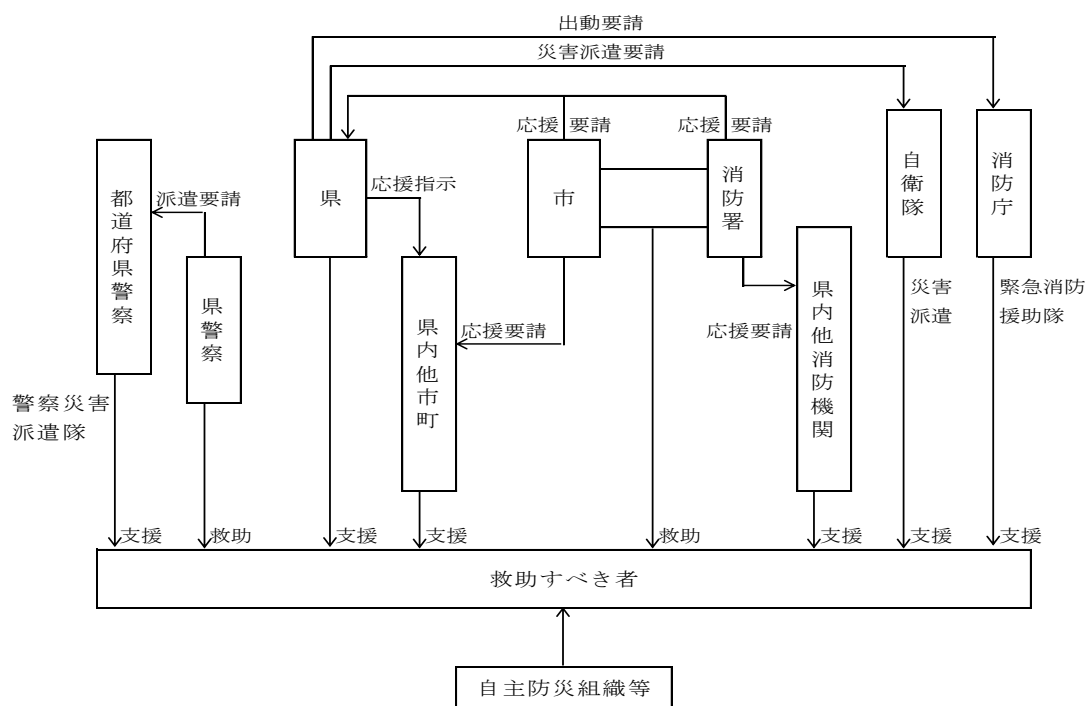 出動要請
災害派遣要請
応援 要請
応援 要請
都道府県警察
派遣要請
県
応援指示
市
消防署
自衛隊
消防庁
県警察
県内他市町
応援要請
応援要請
県内他消防機関
災害
派遣
緊急消防
援助隊
警察災害
派遣隊
支援
救助
支援
支援
救助
支援
支援
支援
救助すべき者
自主防災組織等